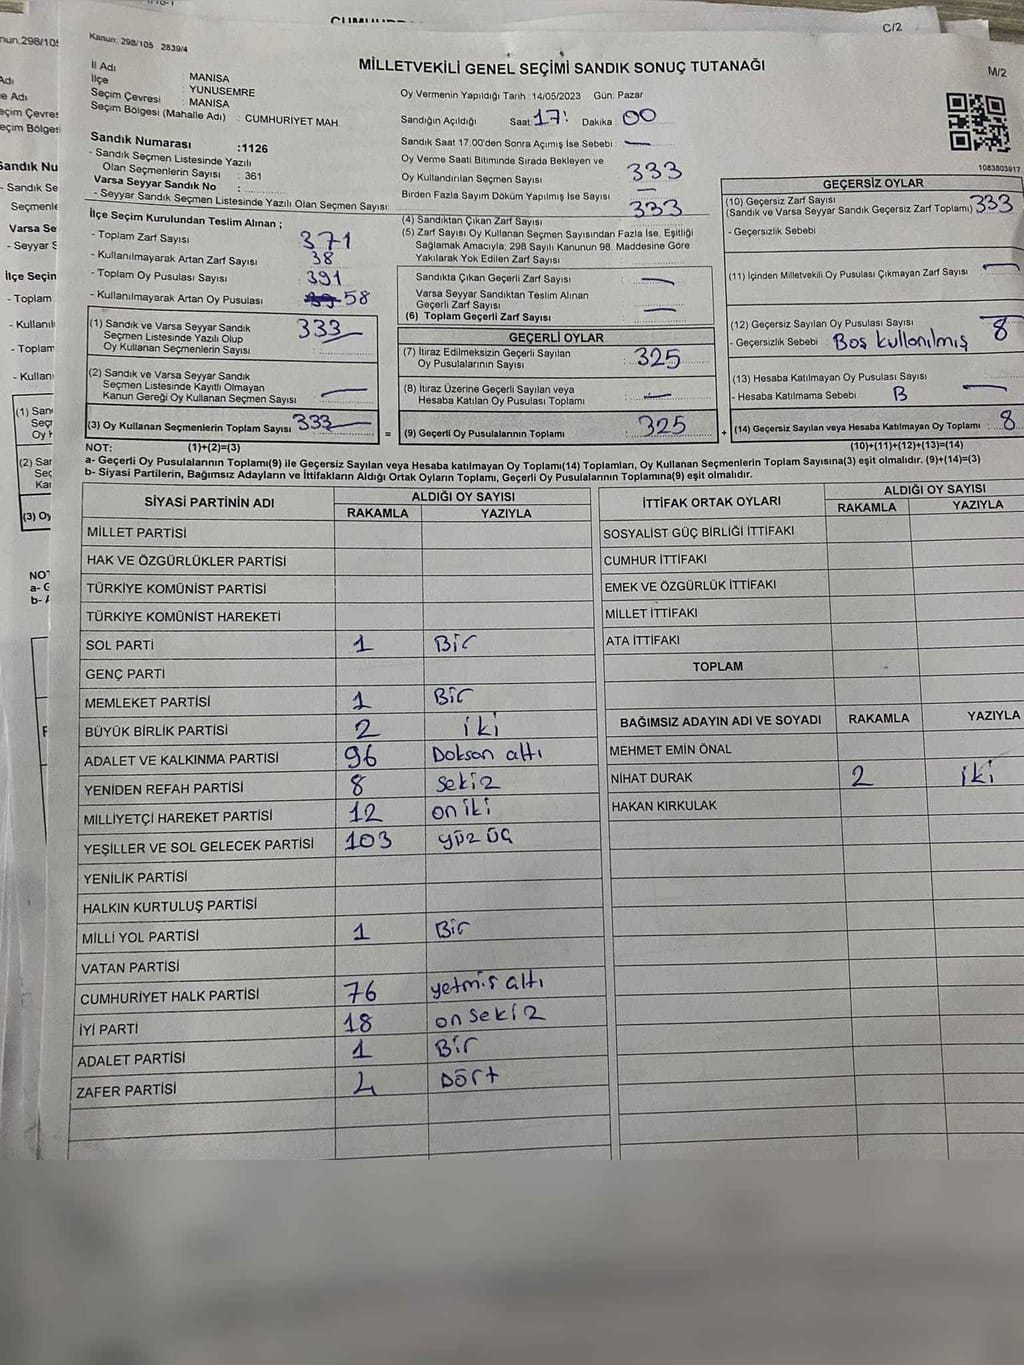 C/2
Kanun: 298/105 2839/4
MİLLETVEKİLİ GENEL SEÇİMİ SANDIK SONUÇ TUTANAĞI
M/2
İl Adı : MANİSA
İlçe : YUNUSEMRE
Seçim Çevresi : MANİSA
Seçim Bölgesi (Mahalle Adı) : CUMHURİYET MAH.
Sandık Numarası :1126
- Sandık Seçmen Listesinde Yazılı
Olan Seçmenlerin Sayısı : 361
Varsa Seyyar Sandık No :
- Seyyar Sandık Seçmen Listesinde Yazılı Olan Seçmen Sayısı:
İlçe Seçim Kurulundan Teslim Alınan ;
- Toplam Zarf Sayısı 371
- Kullanılmayarak Artan Zarf Sayısı 38
- Toplam Oy Pusulası Sayısı 391
- Kullanılmayarak Artan Oy Pusulası 58
(1) Sandık ve Varsa Seyyar Sandık
Seçmen Listesinde Yazılı Olup
Oy Kullanan Seçmenlerin Sayısı 333
(2) Sandık ve Varsa Seyyar Sandık
Seçmen Listesinde Kayıtlı Olmayan
Kanun Gereği Oy Kullanan Seçmen Sayısı
(3) Oy Kullanan Seçmenlerin Toplam Sayısı 333
Oy Vermenin Yapıldığı Tarih :14/05/2023 Gün: Pazar
Sandığın Açıldığı Saat: 17: Dakika 00
Sandık Saat 17.00'den Sonra Açımış İse Sebebi
Oy Verme Saati Bitiminde Sırada Bekleyen ve
Oy Kullandırılan Seçmen Sayısı 333
Birden Fazla Sayım Döküm Yapılmış İse Sayısı
(4) Sandıktan Çıkan Zarf Sayısı 333
(5) Zarf Sayısı Oy Kullanan Seçmen Sayısından Fazla İse, Eşitliği
Sağlamak Amacıyla; 298 Sayılı Kanunun 98. Maddesine Göre
Yakılarak Yok Edilen Zarf Sayısı
Sandıkta Çıkan Geçerli Zarf Sayısı
Varsa Seyyar Sandıktan Teslim Alınan
Geçerli Zarf Sayısı
(6) Toplam Geçerli Zarf Sayısı
GEÇERLİ OYLAR
(7) İtiraz Edilmeksizin Geçerli Sayılan
Oy Pusulalarının Sayısı 325
(8) İtiraz Üzerine Geçerli Sayılan veya
Hesaba Katılan Oy Pusulası Toplamı
(9) Geçerli Oy Pusulalarının Toplamı 325
1083803917
GEÇERSİZ OYLAR
(10) Geçersiz Zarf Sayısı
(Sandık ve Varsa Seyyar Sandık Geçersiz Zarf Toplamı) 333
- Geçersizlik Sebebi
(11) İçinden Milletvekili Oy Pusulası Çıkmayan Zarf Sayısı
(12) Geçersiz Sayılan Oy Pusulası Sayısı 8
- Geçersizlik Sebebi : Boş kullanılmış
(13) Hesaba Katılmayan Oy Pusulası Sayısı
- Hesaba Katılmama Sebebi B
(14) Geçersiz Sayılan veya Hesaba Katılmayan Oy Toplamı : 8
NOT: (1)+(2)=(3) (10)+(11)+(12)+(13)=(14)
a- Geçerli Oy Pusulalarının Toplamı(9) ile Geçersiz Sayılan veya Hesaba katılmayan Oy Toplamı(14) Toplamları, Oy Kullanan Seçmenlerin Toplam Sayısına(3) eşit olmalıdır. (9)+(14)=(3)
b- Siyasi Partilerin, Bağımsız Adayların ve İttifakların Aldığı Ortak Oyların Toplamı, Geçerli Oy Pusulalarının Toplamına(9) eşit olmalıdır.
SİYASİ PARTİNİN ADI ALDIĞI OY SAYISI
RAKAMLA YAZIYLA
MİLLET PARTİSİ
HAK VE ÖZGÜRLÜKLER PARTİSİ
TÜRKİYE KOMÜNİST PARTİSİ
TÜRKİYE KOMÜNİST HAREKETİ
SOL PARTİ 1 Bir
GENÇ PARTİ
MEMLEKET PARTİSİ 1 Bir
BÜYÜK BİRLİK PARTİSİ 2 iki
ADALET VE KALKINMA PARTİSİ 96 Doksan altı
YENİDEN REFAH PARTİSİ 8 sekiz
MİLLİYETÇİ HAREKET PARTİSİ 12 on iki
YEŞİLLER VE SOL GELECEK PARTİSİ 103 yüz üç
YENİLİK PARTİSİ
HALKIN KURTULUŞ PARTİSİ
MİLLİ YOL PARTİSİ 1 Bir
VATAN PARTİSİ
CUMHURİYET HALK PARTİSİ 76 yetmiş altı
İYİ PARTİ 18 on sekiz
ADALET PARTİSİ 1 Bir
ZAFER PARTİSİ 4 Dört
İTTİFAK ORTAK OYLARI ALDIĞI OY SAYISI
RAKAMLA YAZIYLA
SOSYALİST GÜÇ BİRLİĞİ İTTİFAKI
CUMHUR İTTİFAKI
EMEK VE ÖZGÜRLÜK İTTİFAKI
MİLLET İTTİFAKI
ATA İTTİFAKI
TOPLAM
BAĞIMSIZ ADAYIN ADI VE SOYADI RAKAMLA YAZIYLA
MEHMET EMİN ÖNAL
NİHAT DURAK 2 iki
HAKAN KIRKULAK